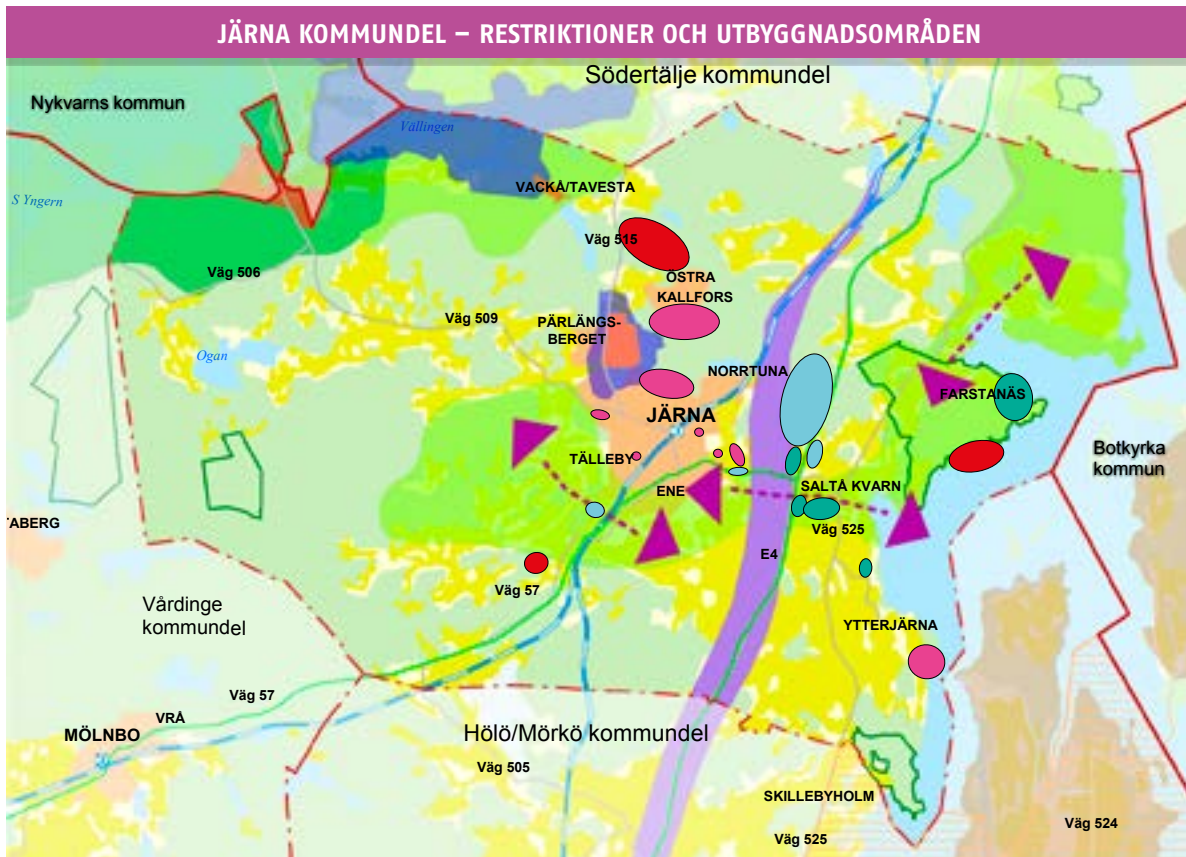 JÄRNA KOMMUNDEL – RESTRIKTIONER OCH UTBYGGNADSOMRÅDEN
Södertälje kommundel
Nykvarns kommun
Vällingen
VACKÅ/TAVESTA
S Yngern
Väg 515
Väg 506
ÖSTRA
KALLFORS
Väg 509
PÄRLÄNGS-
BERGET
Ogan
NORRTUNA
FARSTANÄS
JÄRNA
Botkyrka
kommun
TÄLLEBY
SALTÅ KVARN
ENE
TABERG
Väg 525
E4
Väg 57
Vårdinge
kommundel
YTTERJÄRNA
Väg 57
VRÅ
MÖLNBO
Hölö/Mörkö kommundel
Väg 505
SKILLEBYHOLM
Väg 524
Väg 525